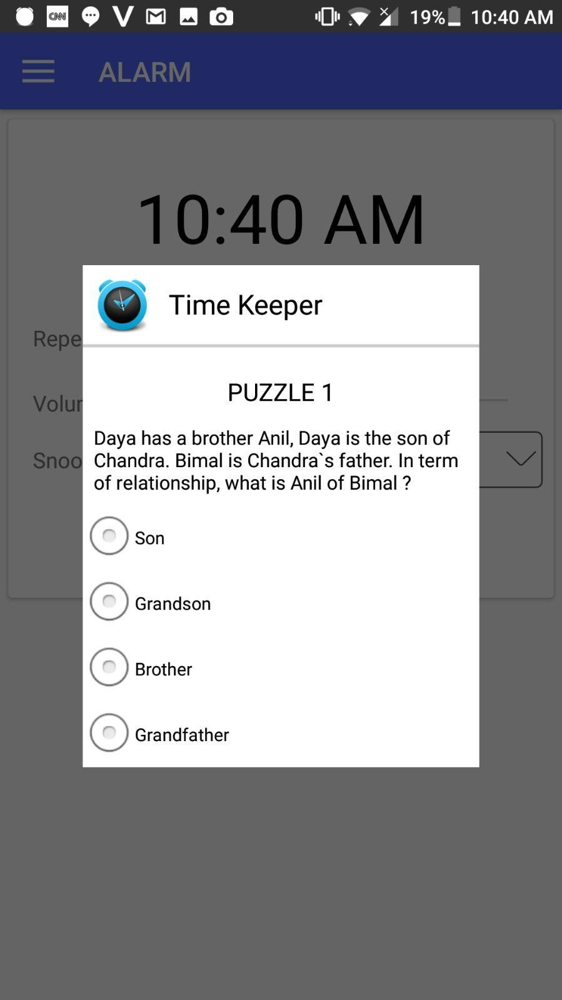 CNN
19% 10:40 AM
ALARM
10:40 AM
Time Keeper
Repe
PUZZLE 1
Volur
Daya has a brother Anil, Daya is the son of
Chandra. Bimal is Chandra`s father. In term
of relationship, what is Anil of Bimal ?
Snoo
Son
Grandson
Brother
Grandfather